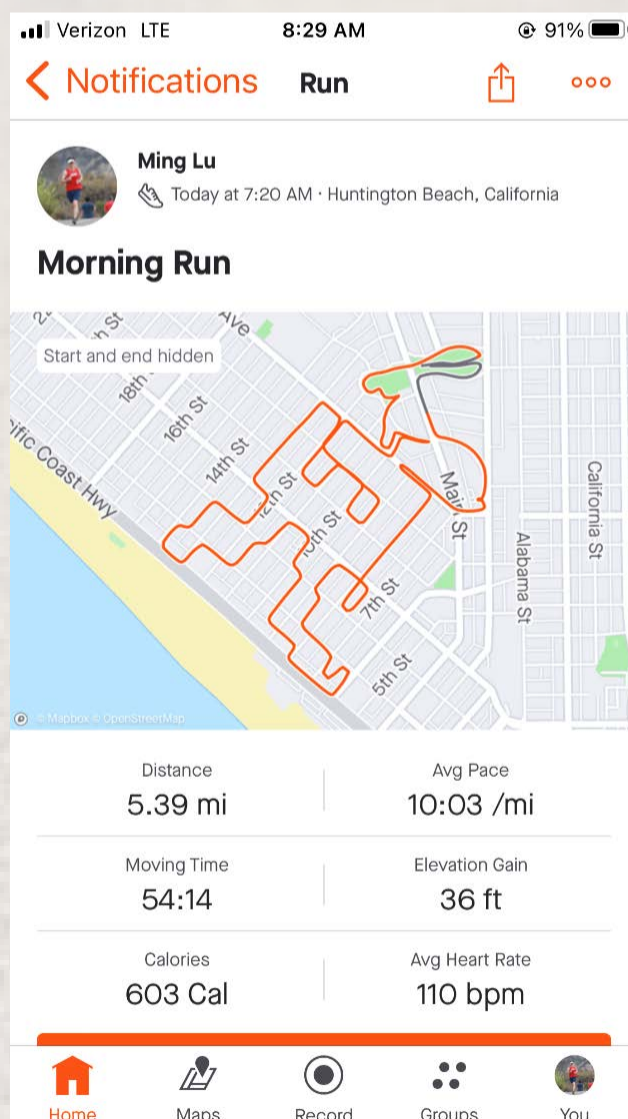 Verizon LTE 8:29 AM 91%
Notifications Run
Ming Lu
Today at 7:20 AM · Huntington Beach, California
Morning Run
Start and end hidden
Ave
18th
16th St
14th St
12th St
10th St
7th St
5th St
Main St
Alabama St
California St
ific Coast Hwy
© Mapbox © OpenStreetMap
Distance Avg Pace
5.39 mi 10:03 /mi
Moving Time Elevation Gain
54:14 36 ft
Calories Avg Heart Rate
603 Cal 110 bpm
Home Maps Record Groups You